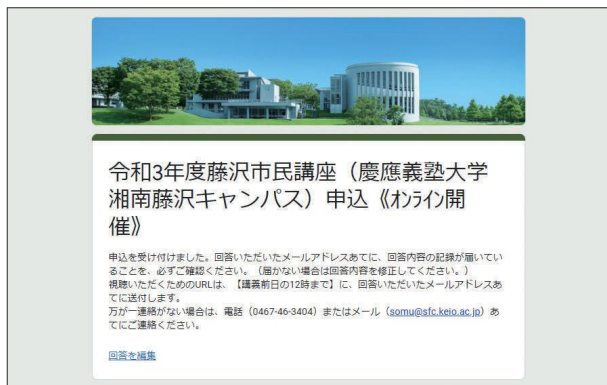 令和3年度藤沢市民講座（慶應義塾大学
湘南藤沢キャンパス）申込《ｵﾝﾗｲﾝ開
催》
申込を受け付けました。回答いただいたメールアドレスあてに、回答内容の記録が届いてい
ることを、必ずご確認ください。（届かない場合は回答内容を修正してください。）
視聴いただくためのURLは、【講義前日の12時まで】に、回答いただいたメールアドレスあ
てに送付します。
万が一連絡がない場合は、電話（0467-46-3404）またはメール（somu@sfc.keio.ac.jp）あ
てにご連絡ください。
回答を編集